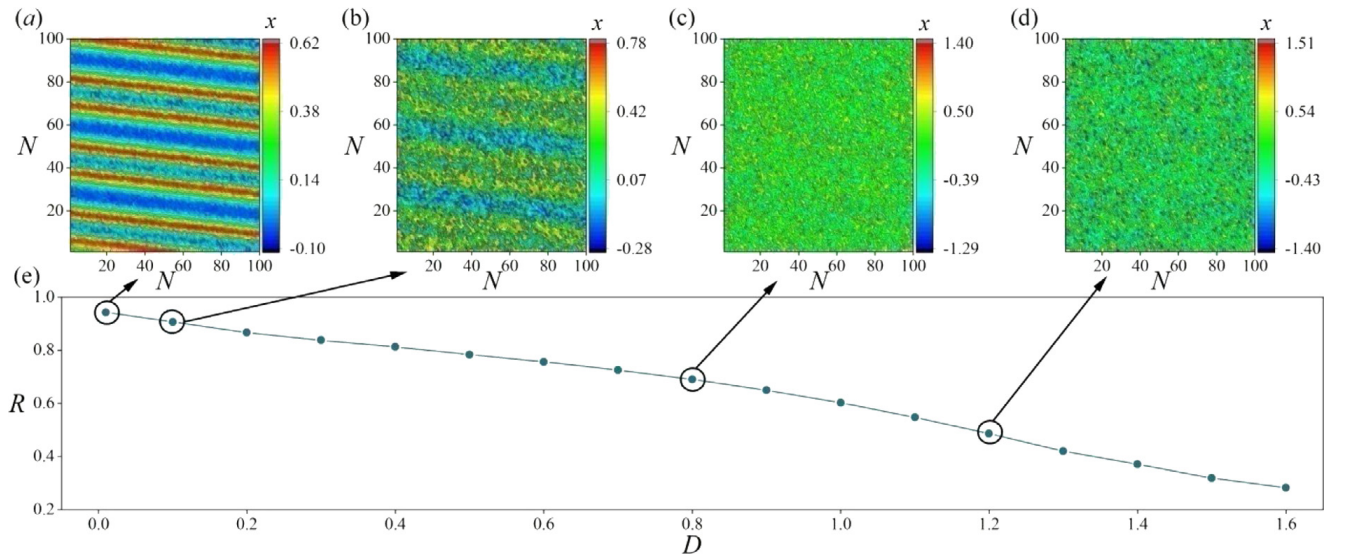 (a) x (b) x (c) x (d) x
100 0.62 100 0.78 100 1.40 100 1.51
80 80 80 80
0.38 0.42 0.50 0.54
60 60 60 60
N N N N
40 40 40 40
0.14 0.07 -0.39 -0.43
20 20 20 20
-0.10 -0.28 -1.29 -1.40
20 40 60 80 100 20 40 60 80 100 20 40 60 80 100 20 40 60 80 100
(e) N N N N
1.0
0.8
R 0.6
0.4
0.2
0.0 0.2 0.4 0.6 0.8 1.0 1.2 1.4 1.6
D